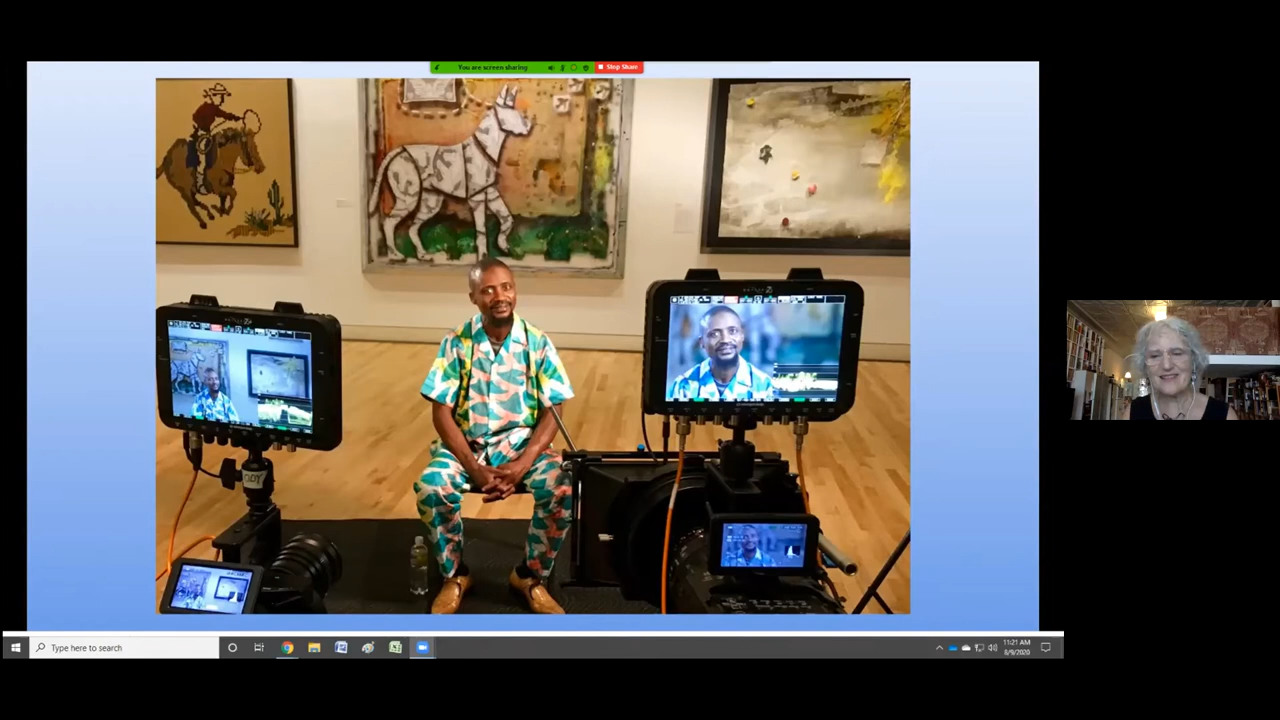 You are screen sharing
Stop Share
Type here to search
11:21 AM
8/9/2020